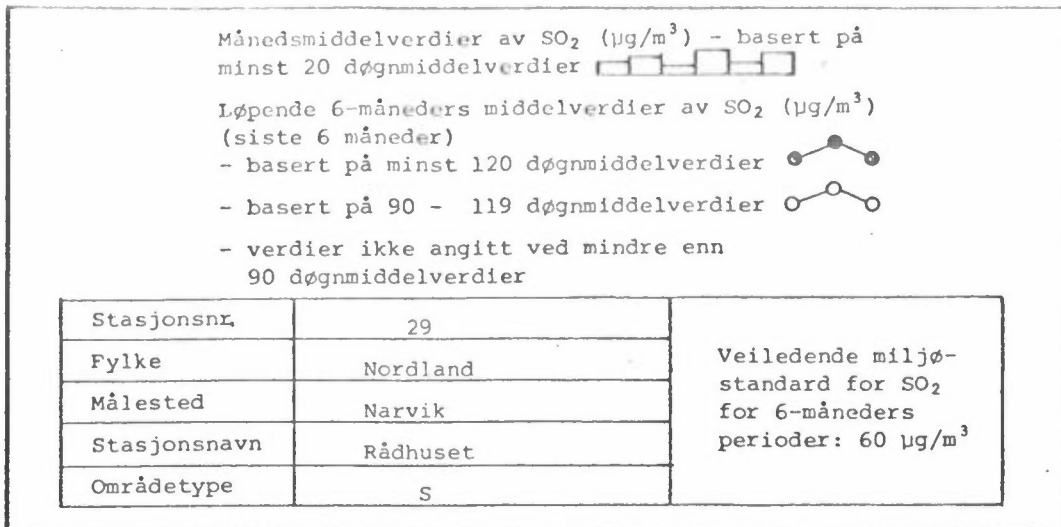 Månedsmiddelverdier av SO₂ (µg/m³) - basert på
minst 20 døgnmiddelverdier
Løpende 6-måneders middelverdier av SO₂ (µg/m³)
(siste 6 måneder)
- basert på minst 120 døgnmiddelverdier
- basert på 90 - 119 døgnmiddelverdier
- verdier ikke angitt ved mindre enn
90 døgnmiddelverdier
Stasjonsnr. 29
Fylke Nordland
Målested Narvik
Stasjonsnavn Rådhuset
Områdetype S
Veiledende miljø-
standard for SO₂
for 6-måneders
perioder: 60 µg/m³